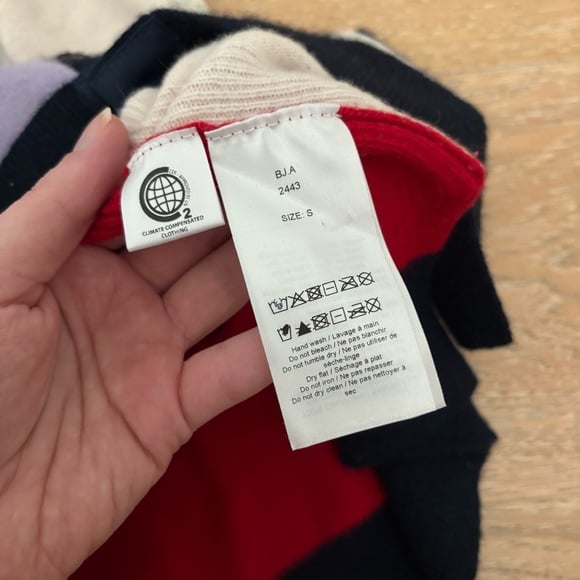 2
CLIMATE COMPENSATED
CLOTHING
BJ.A
2443
SIZE: S
Hand wash / Lavage à main
Do not bleach / Ne pas blanchir
Do not tumble dry / Ne pas utiliser de
sèche-linge
Dry flat / Séchage à plat
Do not iron / Ne pas repasser
Do not dry clean / Ne pas nettoyer à
sec